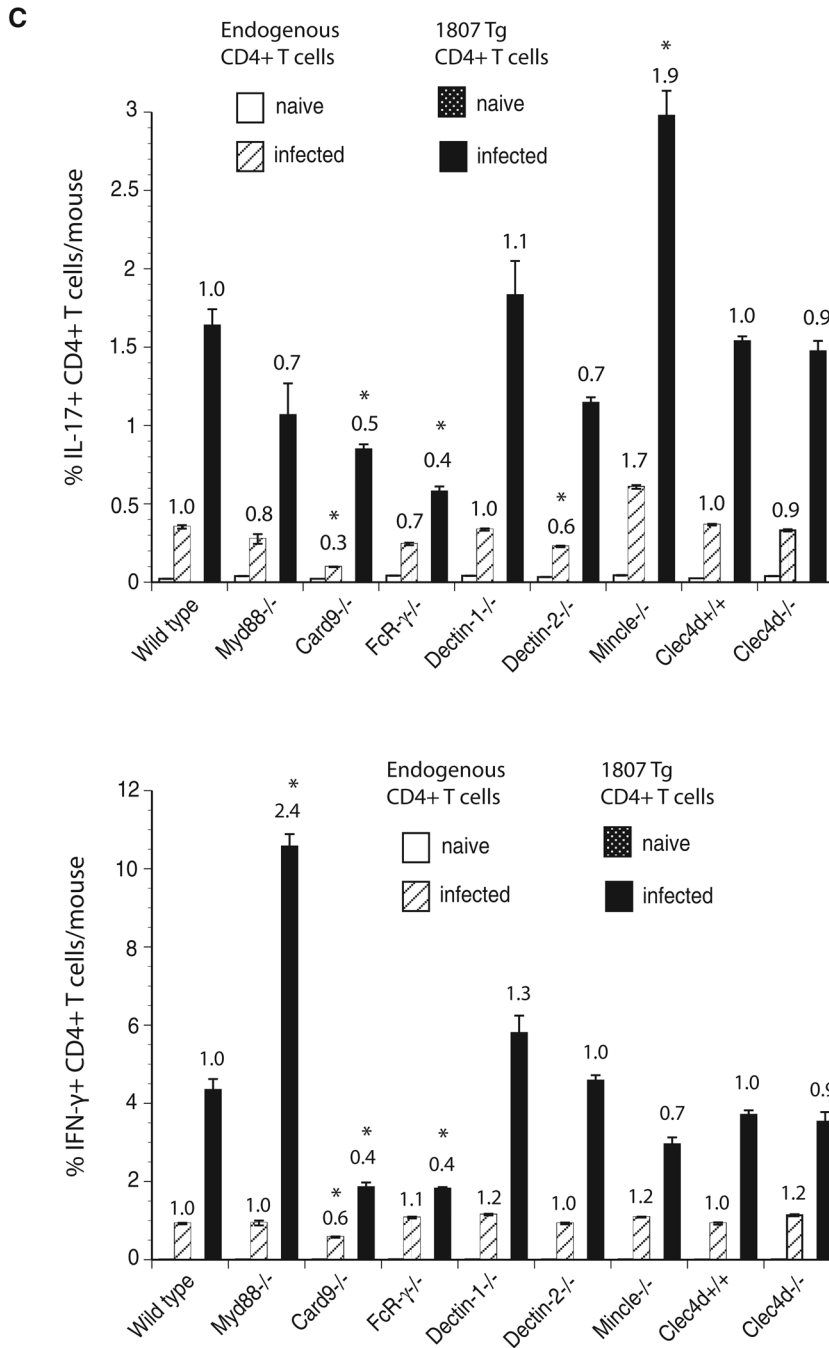 C
Endogenous
CD4+ T cells
naive
infected
1807 Tg
CD4+ T cells
naive
infected
% IL-17+ CD4+ T cells/mouse
3
2.5
2
1.5
1
0.5
0
1.0
1.0
0.8
0.7
*
0.3
*
0.5
0.7
*
0.4
1.0
1.1
*
0.6
0.7
1.7
*
1.9
1.0
1.0
0.9
0.9
Wild type
Myd88-/-
Card9-/-
FcR-γ-/-
Dectin-1-/-
Dectin-2-/-
Mincle-/-
Clec4d+/+
Clec4d-/-
Endogenous
CD4+ T cells
naive
infected
1807 Tg
CD4+ T cells
naive
infected
% IFN-γ+ CD4+ T cells/mouse
12
10
8
6
4
2
0
1.0
1.0
1.0
*
2.4
*
0.6
*
0.4
1.1
*
0.4
1.2
1.3
1.0
1.0
1.2
0.7
1.0
1.0
1.2
0.9
Wild type
Myd88-/-
Card9-/-
FcR-γ-/-
Dectin-1-/-
Dectin-2-/-
Mincle-/-
Clec4d+/+
Clec4d-/-